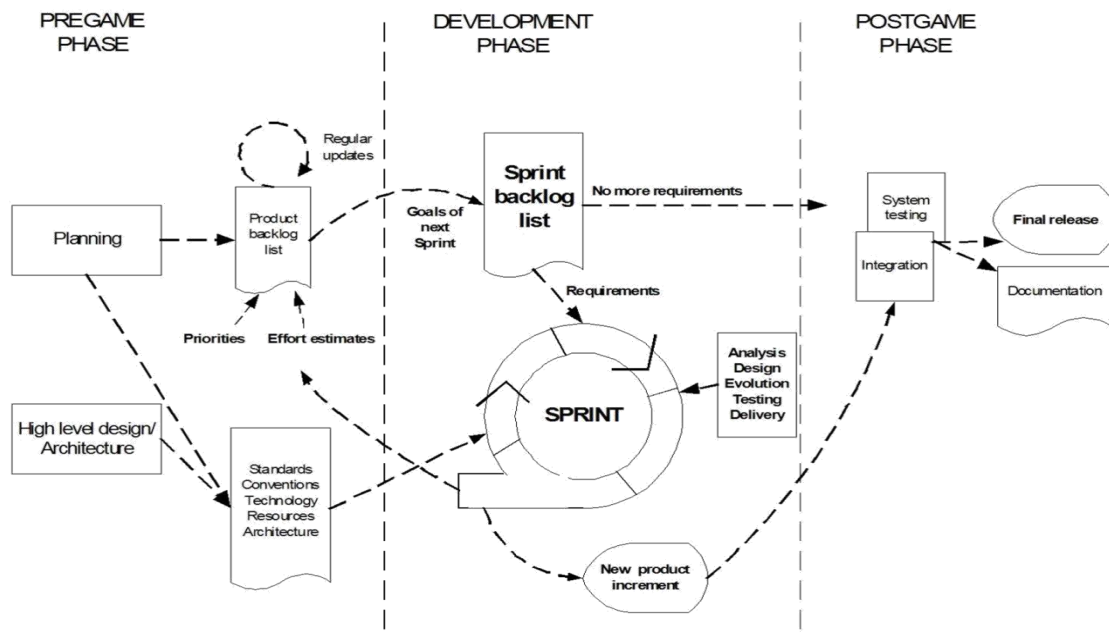 PREGAME
PHASE
DEVELOPMENT
PHASE
POSTGAME
PHASE
Regular
updates
Planning
Product
backlog
list
Goals of
next
Sprint
Sprint
backlog
list
No more requirements
System
testing
Integration
Final release
Documentation
Priorities
Effort estimates
Requirements
High level design/
Architecture
Standards
Conventions
Technology
Resources
Architecture
SPRINT
Analysis
Design
Evolution
Testing
Delivery
New product
increment